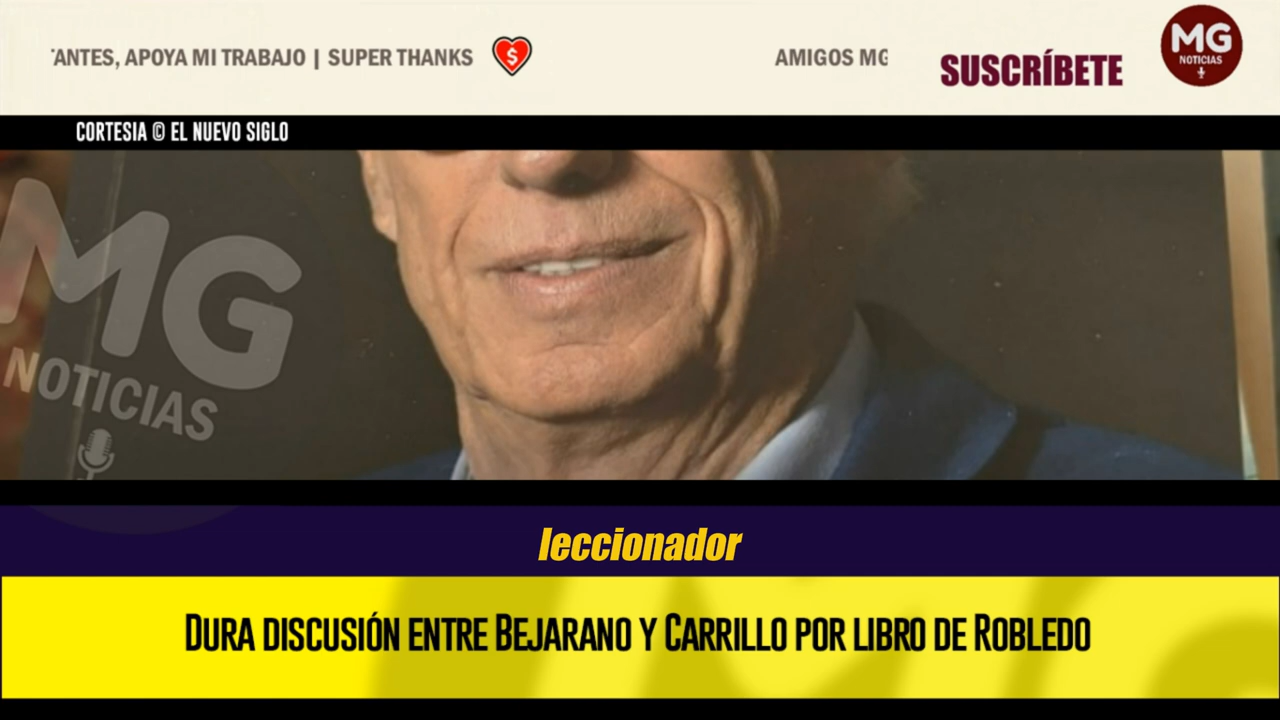 'ANTES, APOYA MI TRABAJO | SUPER THANKS
$
AMIGOS MG
SUSCRÍBETE
MG
NOTICIAS
CORTESIA © EL NUEVO SIGLO
MG
NOTICIAS
leccionador
DURA DISCUSIÓN ENTRE BEJARANO Y CARRILLO POR LIBRO DE ROBLEDO